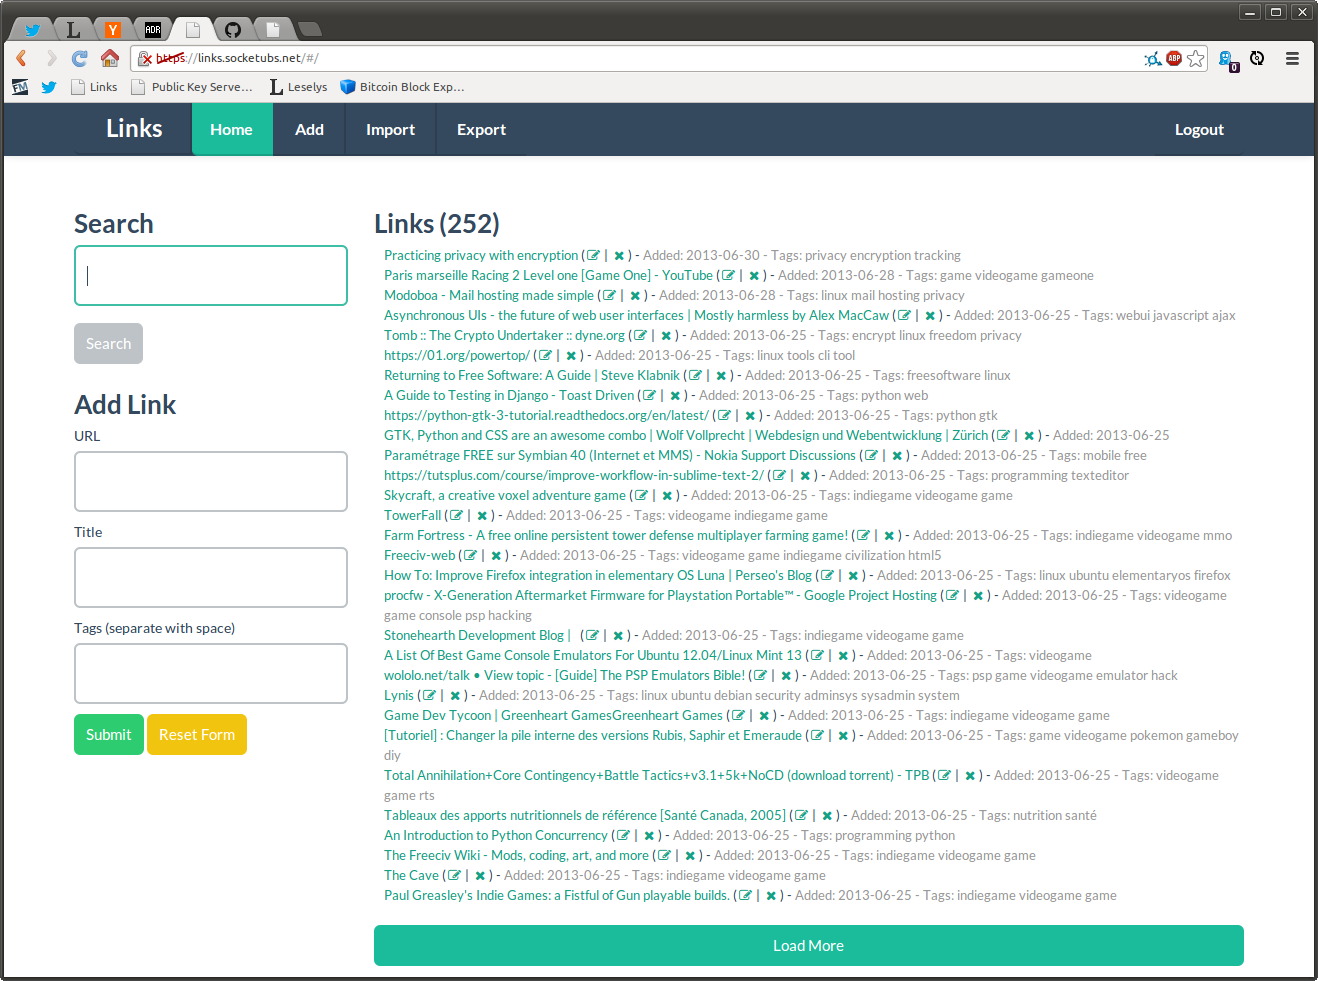 L Y ADR
https://links.socketubs.net/#/
ABP
0
FM Links Public Key Serve... L Leselys Bitcoin Block Exp...
Links Home Add Import Export Logout
Search
Search
Add Link
URL
Title
Tags (separate with space)
Submit Reset Form
Links (252)
Practicing privacy with encryption ( | ) - Added: 2013-06-30 - Tags: privacy encryption tracking
Paris marseille Racing 2 Level one [Game One] - YouTube ( | ) - Added: 2013-06-28 - Tags: game videogame gameone
Modoboa - Mail hosting made simple ( | ) - Added: 2013-06-28 - Tags: linux mail hosting privacy
Asynchronous UIs - the future of web user interfaces | Mostly harmless by Alex MacCaw ( | ) - Added: 2013-06-25 - Tags: webui javascript ajax
Tomb :: The Crypto Undertaker :: dyne.org ( | ) - Added: 2013-06-25 - Tags: encrypt linux freedom privacy
https://01.org/powertop/ ( | ) - Added: 2013-06-25 - Tags: linux tools cli tool
Returning to Free Software: A Guide | Steve Klabnik ( | ) - Added: 2013-06-25 - Tags: freesoftware linux
A Guide to Testing in Django - Toast Driven ( | ) - Added: 2013-06-25 - Tags: python web
https://python-gtk-3-tutorial.readthedocs.org/en/latest/ ( | ) - Added: 2013-06-25 - Tags: python gtk
GTK, Python and CSS are an awesome combo | Wolf Vollprecht | Webdesign und Webentwicklung | Zürich ( | ) - Added: 2013-06-25
Paramétrage FREE sur Symbian 40 (Internet et MMS) - Nokia Support Discussions ( | ) - Added: 2013-06-25 - Tags: mobile free
https://tutsplus.com/course/improve-workflow-in-sublime-text-2/ ( | ) - Added: 2013-06-25 - Tags: programming texteditor
Skycraft, a creative voxel adventure game ( | ) - Added: 2013-06-25 - Tags: indiegame videogame game
TowerFall ( | ) - Added: 2013-06-25 - Tags: videogame indiegame game
Farm Fortress - A free online persistent tower defense multiplayer farming game! ( | ) - Added: 2013-06-25 - Tags: indiegame videogame mmo
Freeciv-web ( | ) - Added: 2013-06-25 - Tags: videogame game indiegame civilization html5
How To: Improve Firefox integration in elementary OS Luna | Perseo's Blog ( | ) - Added: 2013-06-25 - Tags: linux ubuntu elementaryos firefox
procfw - X-Generation Aftermarket Firmware for Playstation Portable™ - Google Project Hosting ( | ) - Added: 2013-06-25 - Tags: videogame
game console psp hacking
Stonehearth Development Blog | ( | ) - Added: 2013-06-25 - Tags: indiegame videogame game
A List Of Best Game Console Emulators For Ubuntu 12.04/Linux Mint 13 ( | ) - Added: 2013-06-25 - Tags: videogame
wololo.net/talk • View topic - [Guide] The PSP Emulators Bible! ( | ) - Added: 2013-06-25 - Tags: psp game videogame emulator hack
Lynis ( | ) - Added: 2013-06-25 - Tags: linux ubuntu debian security adminsys sysadmin system
Game Dev Tycoon | Greenheart GamesGreenheart Games ( | ) - Added: 2013-06-25 - Tags: indiegame videogame game
[Tutoriel] : Changer la pile interne des versions Rubis, Saphir et Emeraude ( | ) - Added: 2013-06-25 - Tags: game videogame pokemon gameboy
diy
Total Annihilation+Core Contingency+Battle Tactics+v3.1+5k+NoCD (download torrent) - TPB ( | ) - Added: 2013-06-25 - Tags: videogame
game rts
Tableaux des apports nutritionnels de référence [Santé Canada, 2005] ( | ) - Added: 2013-06-25 - Tags: nutrition santé
An Introduction to Python Concurrency ( | ) - Added: 2013-06-25 - Tags: programming python
The Freeciv Wiki - Mods, coding, art, and more ( | ) - Added: 2013-06-25 - Tags: indiegame videogame game
The Cave ( | ) - Added: 2013-06-25 - Tags: indiegame videogame game
Paul Greasley's Indie Games: a Fistful of Gun playable builds. ( | ) - Added: 2013-06-25 - Tags: indiegame videogame game
Load More